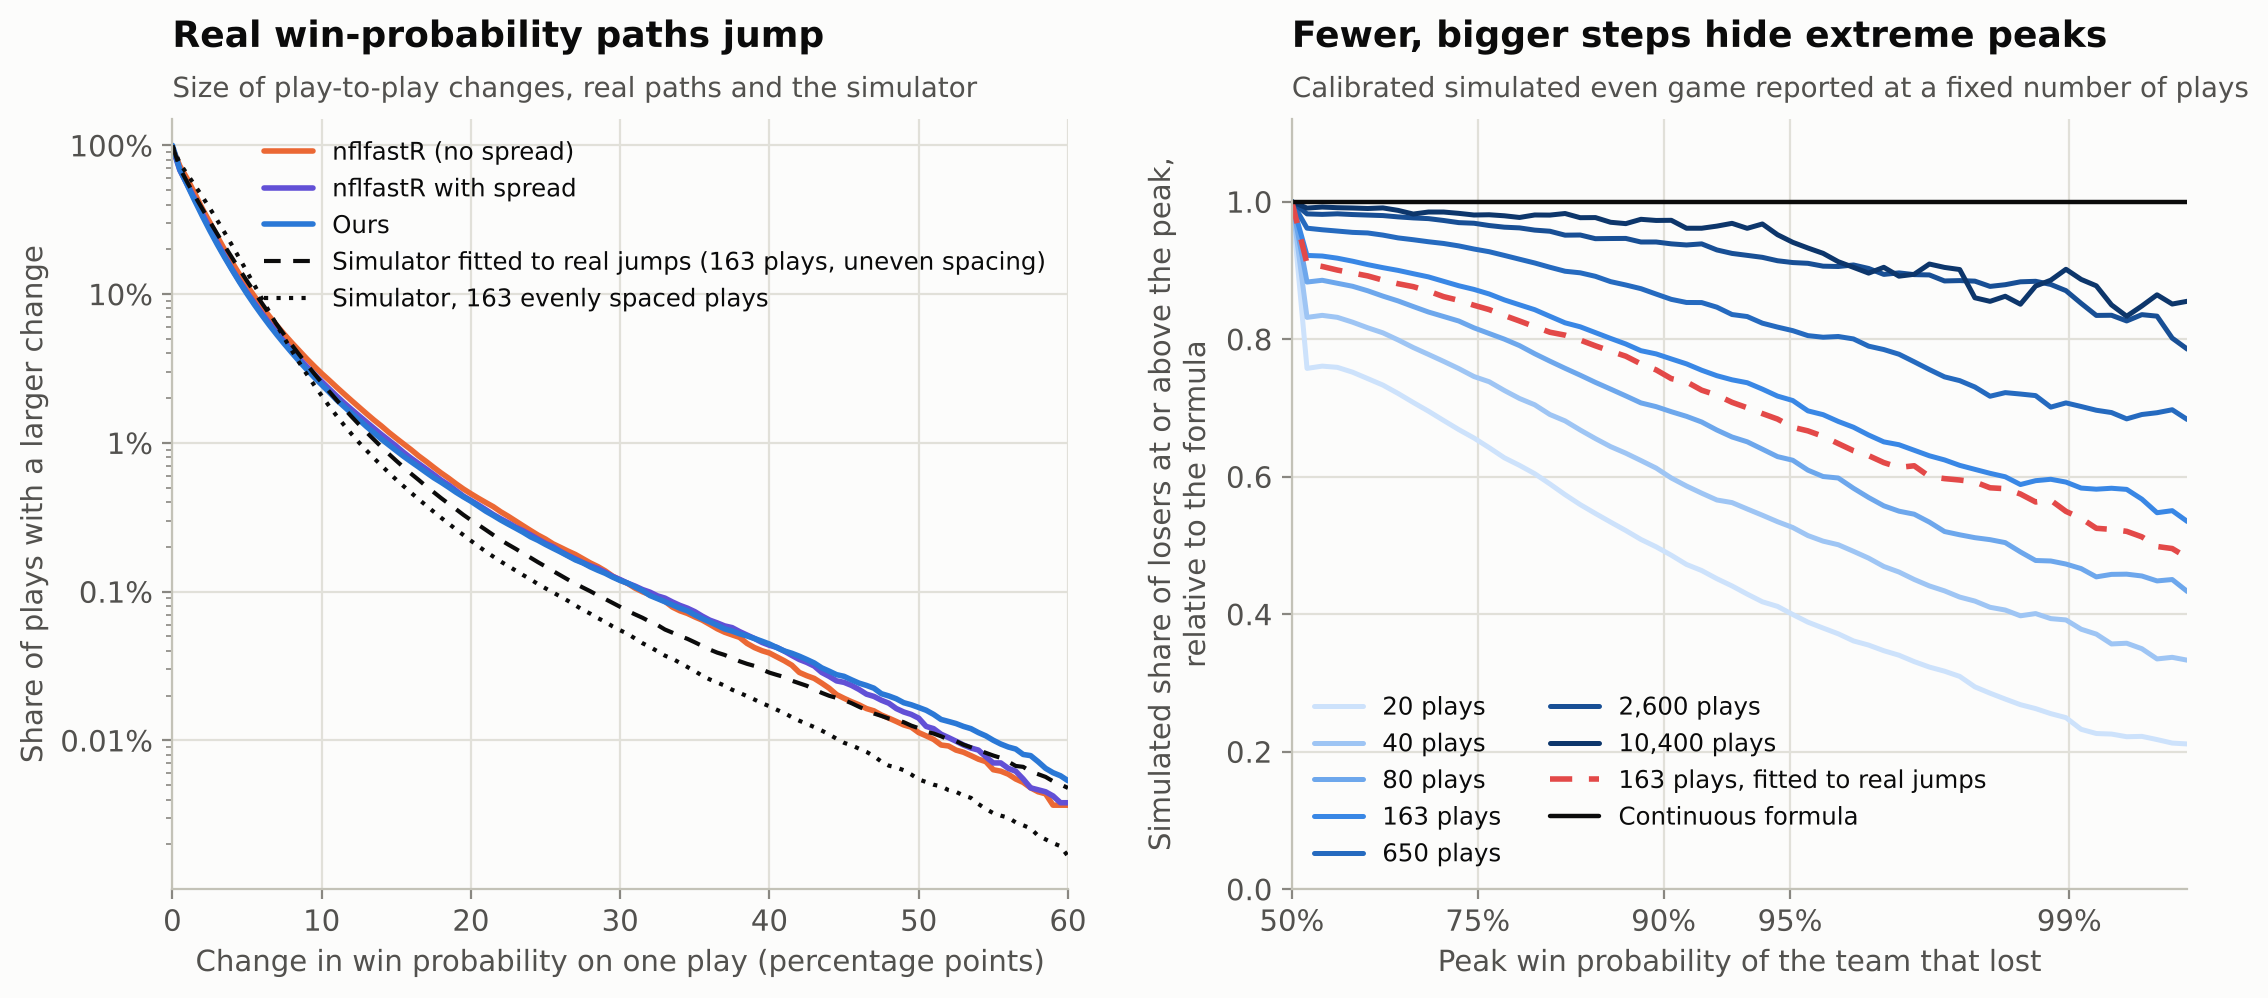 Real win-probability paths jump
Size of play-to-play changes, real paths and the simulator
Share of plays with a larger change
100%
10%
1%
0.1%
0.01%
nflfastR (no spread)
nflfastR with spread
Ours
Simulator fitted to real jumps (163 plays, uneven spacing)
Simulator, 163 evenly spaced plays
0
10
20
30
40
50
60
Change in win probability on one play (percentage points)
Fewer, bigger steps hide extreme peaks
Calibrated simulated even game reported at a fixed number of plays
Simulated share of losers at or above the peak,
relative to the formula
1.0
0.8
0.6
0.4
0.2
0.0
20 plays
40 plays
80 plays
163 plays
650 plays
2,600 plays
10,400 plays
163 plays, fitted to real jumps
Continuous formula
50%
75%
90%
95%
99%
Peak win probability of the team that lost